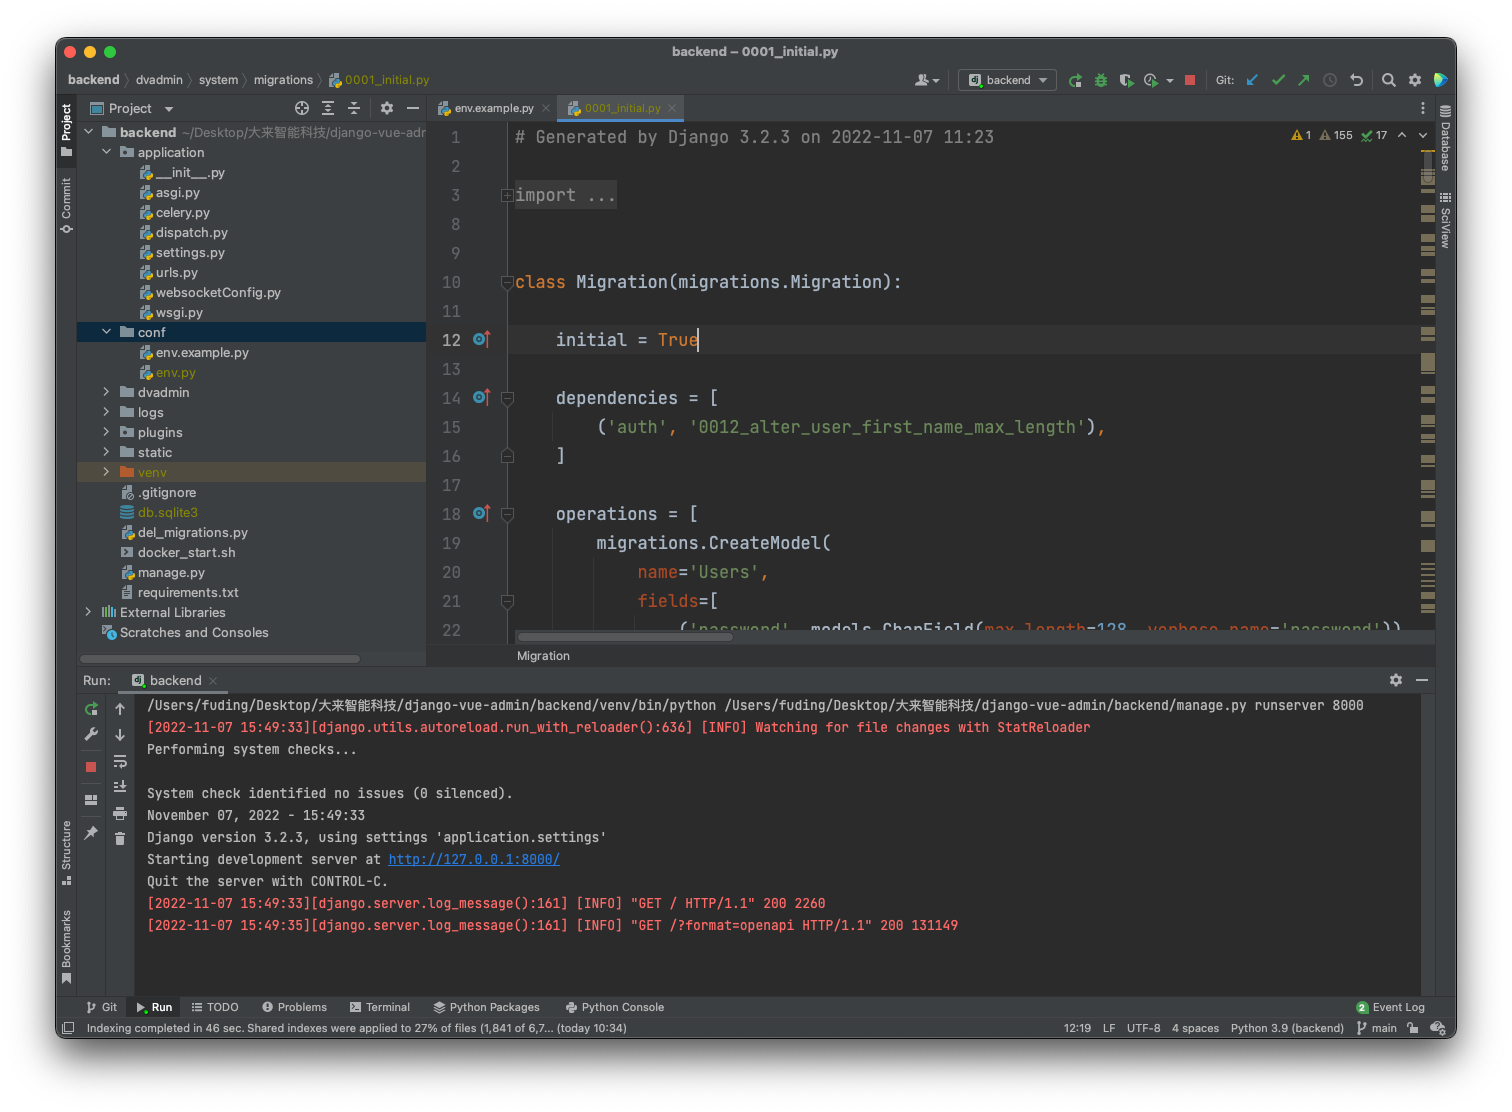 backend – 0001_initial.py
backend dvadmin system migrations 0001_initial.py
backend
Git:
Project
env.example.py
0001_initial.py
Project
Commit
Structure
Bookmarks
Database
SciView
backend ~/Desktop/大来智能科技/django-vue-adr
application
__init__.py
asgi.py
celery.py
dispatch.py
settings.py
urls.py
websocketConfig.py
wsgi.py
conf
env.example.py
env.py
dvadmin
logs
plugins
static
venv
.gitignore
db.sqlite3
del_migrations.py
docker_start.sh
manage.py
requirements.txt
External Libraries
Scratches and Consoles
1 # Generated by Django 3.2.3 on 2022-11-07 11:23
1 155 17
2
3 import ...
8
9
10 class Migration(migrations.Migration):
11
12 initial = True
13
14 dependencies = [
15 ('auth', '0012_alter_user_first_name_max_length'),
16 ]
17
18 operations = [
19 migrations.CreateModel(
20 name='Users',
21 fields=[
22 ('password', models.CharField(max_length=128, verbose_name='password'))
Migration
Run: backend
/Users/fuding/Desktop/大来智能科技/django-vue-admin/backend/venv/bin/python /Users/fuding/Desktop/大来智能科技/django-vue-admin/backend/manage.py runserver 8000
[2022-11-07 15:49:33][django.utils.autoreload.run_with_reloader():636] [INFO] Watching for file changes with StatReloader
Performing system checks...
System check identified no issues (0 silenced).
November 07, 2022 - 15:49:33
Django version 3.2.3, using settings 'application.settings'
Starting development server at http://127.0.0.1:8000/
Quit the server with CONTROL-C.
[2022-11-07 15:49:33][django.server.log_message():161] [INFO] "GET / HTTP/1.1" 200 2260
[2022-11-07 15:49:35][django.server.log_message():161] [INFO] "GET /?format=openapi HTTP/1.1" 200 131149
Git Run TODO Problems Terminal Python Packages Python Console
2 Event Log
Indexing completed in 46 sec. Shared indexes were applied to 27% of files (1,841 of 6,7... (today 10:34)
12:19 LF UTF-8 4 spaces Python 3.9 (backend) main